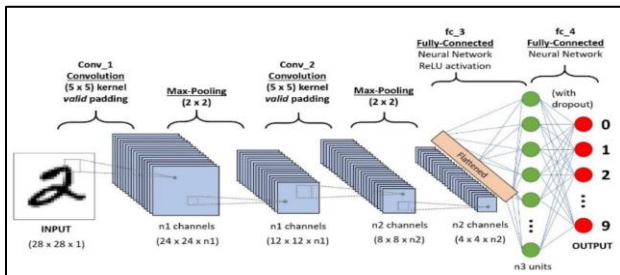 fc_3
Fully-Connected
Neural Network
ReLU activation
fc_4
Fully-Connected
Neural Network
Conv_1
Convolution
(5 x 5) kernel
valid padding
Max-Pooling
(2 x 2)
Conv_2
Convolution
(5 x 5) kernel
valid padding
Max-Pooling
(2 x 2)
(with
dropout)
Flattened
0
1
2
9
2
INPUT
(28 x 28 x 1)
n1 channels
(24 x 24 x n1)
n1 channels
(12 x 12 x n1)
n2 channels
(8 x 8 x n2)
n2 channels
(4 x 4 x n2)
OUTPUT
n3 units